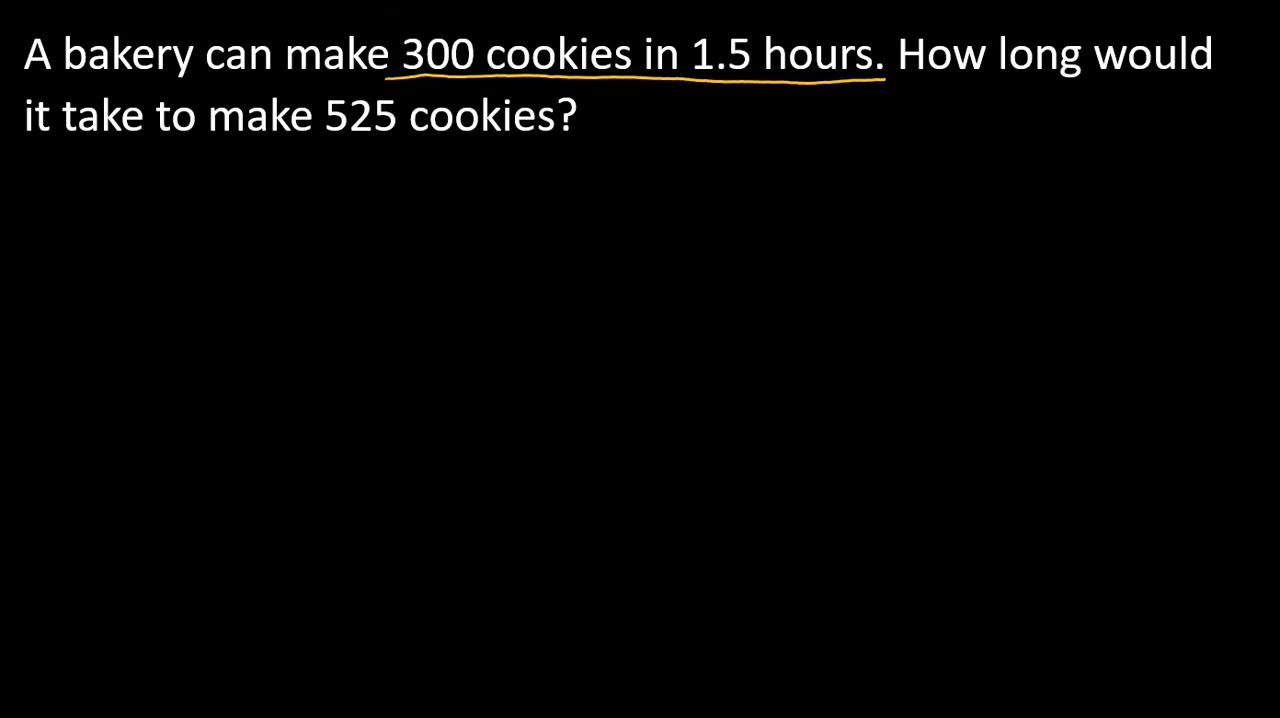 A bakery can make 300 cookies in 1.5 hours. How long would
it take to make 525 cookies?